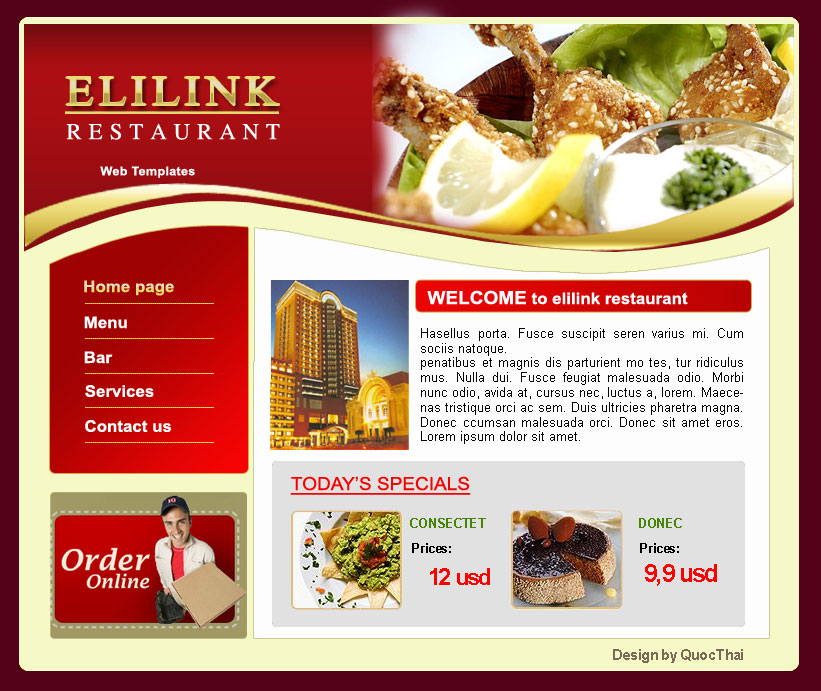 ELILINK
RESTAURANT
Web Templates
Home page
Menu
Bar
Services
Contact us
Order
Online
WELCOME to elilink restaurant
Hasellus porta. Fusce suscipit seren varius mi. Cum
sociis natoque.
penatibus et magnis dis parturient mo tes, tur ridiculus
mus. Nulla dui. Fusce feugiat malesuada odio. Morbi
nunc odio, avida at, cursus nec, luctus a, lorem. Maece-
nas tristique orci ac sem. Duis ultricies pharetra magna.
Donec ccumsan malesuada orci. Donec sit amet eros.
Lorem ipsum dolor sit amet.
TODAY'S SPECIALS
CONSECTET
Prices:
12 usd
DONEC
Prices:
9,9 usd
Design by QuocThai